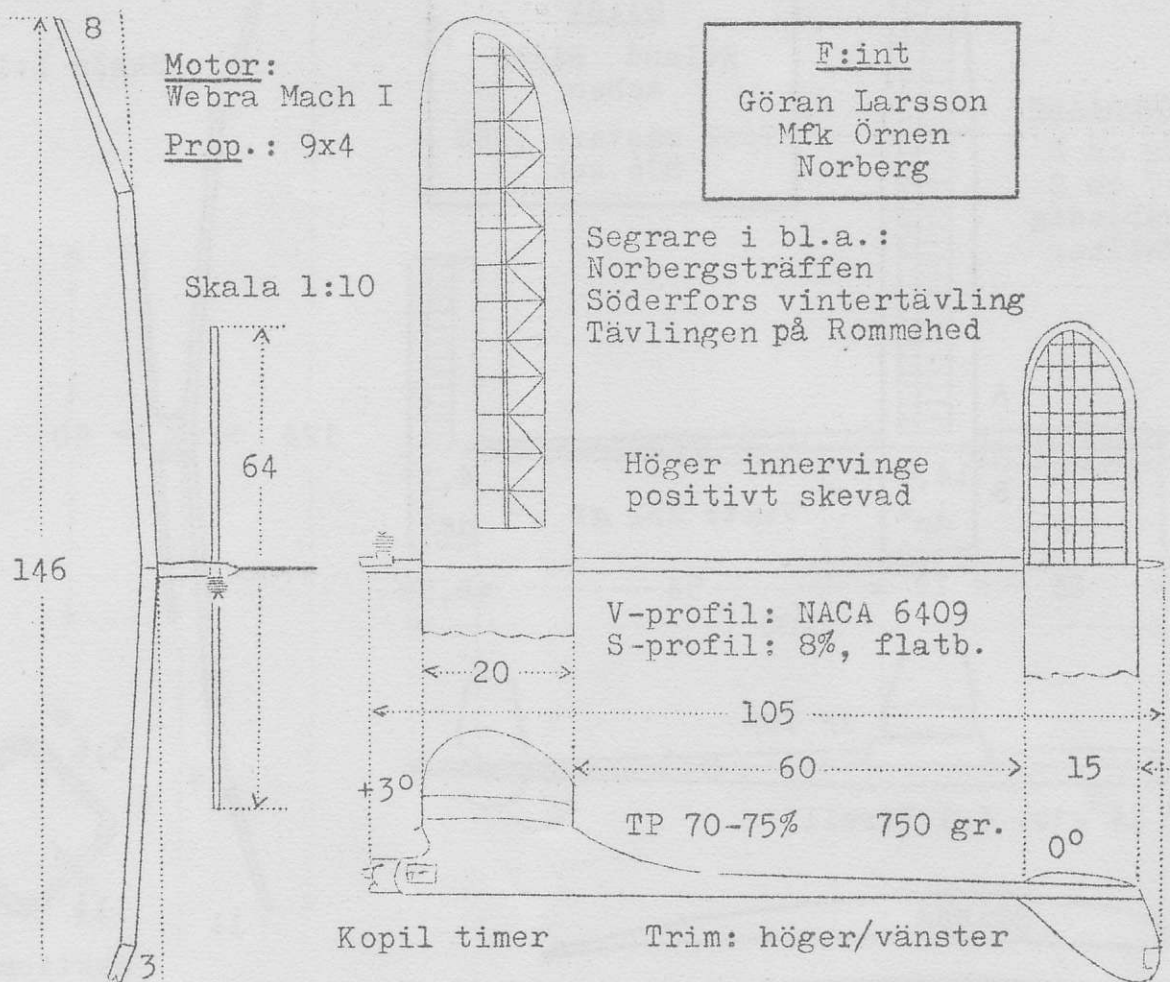 8
Motor:
Webra Mach I
Prop.: 9x4
F:int
Göran Larsson
Mfk Örnen
Norberg
Segrare i bl.a.:
Norbergsträffen
Söderfors vintertävling
Tävlingen på Rommehed
Skala 1:10
64
Höger innervinge
positivt skevad
146
V-profil: NACA 6409
S-profil: 8%, flatb.
20
105
60
15
+3°
TP 70-75% 750 gr.
0°
Kopil timer
Trim: höger/vänster
3